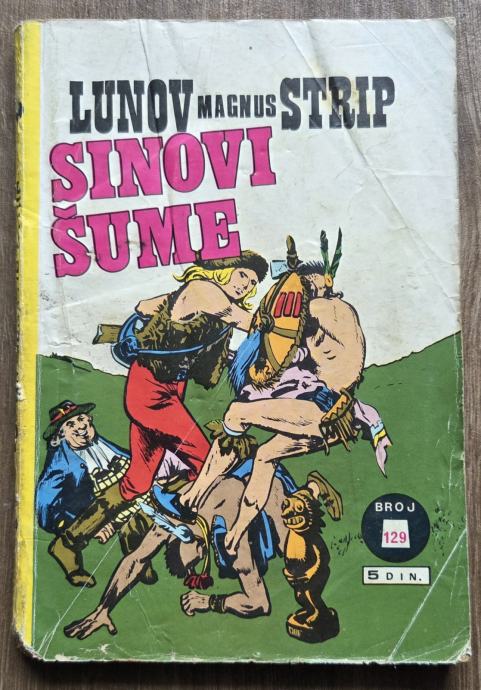 LUNOV MAGNUS STRIP
SINOVI
ŠUME
BROJ
129
5 DIN.